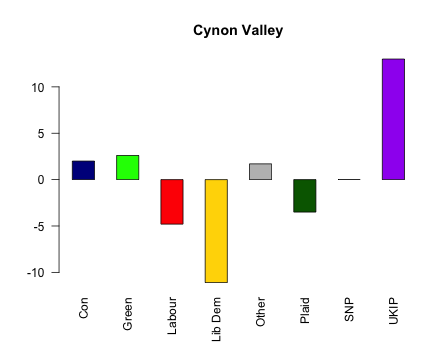 Cynon Valley
10
5
0
-5
-10
Con
Green
Labour
Lib Dem
Other
Plaid
SNP
UKIP